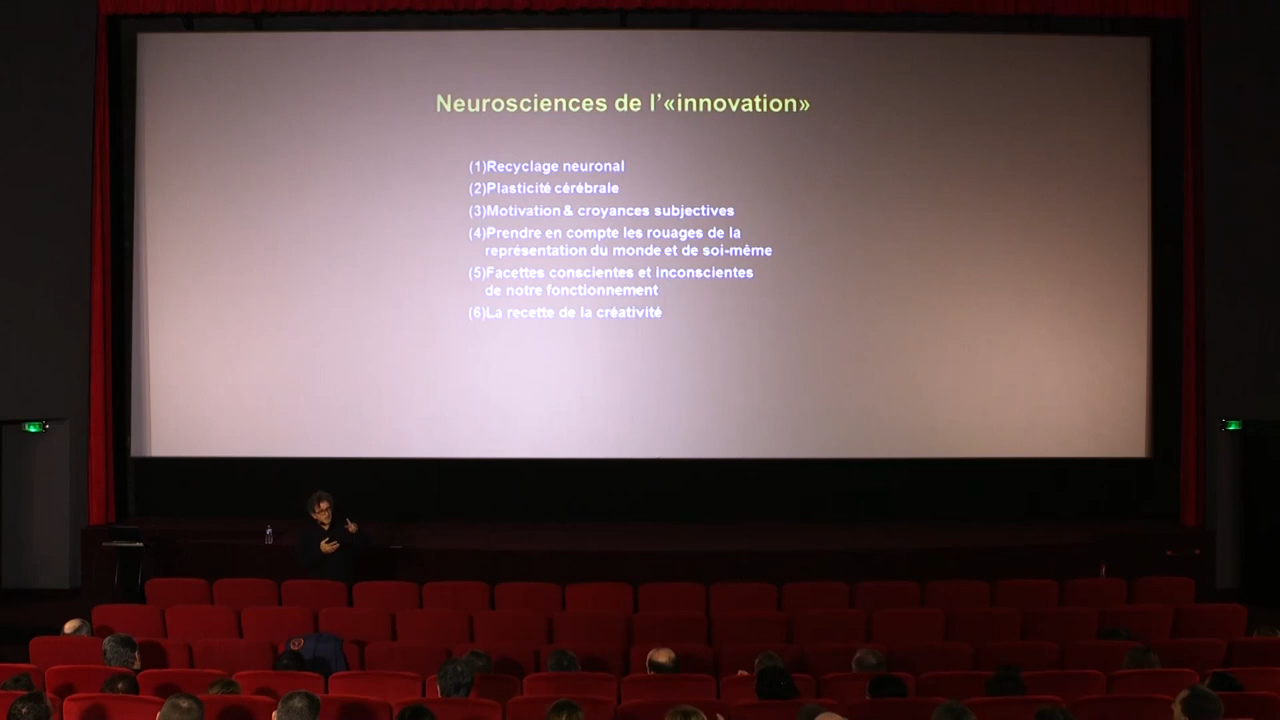 Neurosciences de l'«innovation»
(1)Recyclage neuronal
(2)Plasticité cérébrale
(3)Motivation & croyances subjectives
(4)Prendre en compte les rouages de la
représentation du monde et de soi-même
(5)Facettes conscientes et inconscientes
de notre fonctionnement
(6)La recette de la créativité